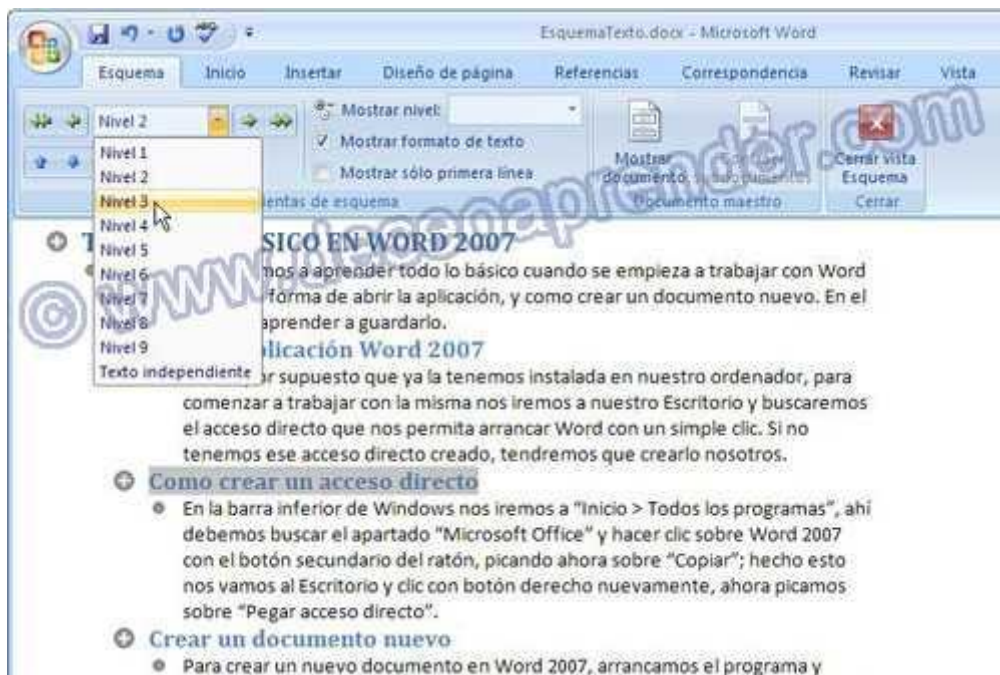 EsquemaTexto.docx - Microsoft Word
Esquema Inicio Insertar Diseño de página Referencias Correspondencia Revisar Vista
Nivel 2
Mostrar nivel:
Mostrar formato de texto
Mostrar sólo primera línea
Mostrar documento
Cerrar vista Esquema
entas de esquema
Documento maestro
Cerrar
Nivel 1
Nivel 2
Nivel 3
Nivel 4
Nivel 5
Nivel 6
Nivel 7
Nivel 8
Nivel 9
Texto independiente
© www.deseoaprender.com
SICO EN WORD 2007
mos a aprender todo lo básico cuando se empieza a trabajar con Word
forma de abrir la aplicación, y como crear un documento nuevo. En el
aprender a guardarlo.
licación Word 2007
or supuesto que ya la tenemos instalada en nuestro ordenador, para
comenzar a trabajar con la misma nos iremos a nuestro Escritorio y buscaremos
el acceso directo que nos permita arrancar Word con un simple clic. Si no
tenemos ese acceso directo creado, tendremos que crearlo nosotros.
Como crear un acceso directo
En la barra inferior de Windows nos iremos a "Inicio > Todos los programas", ahí
debemos buscar el apartado "Microsoft Office" y hacer clic sobre Word 2007
con el botón secundario del ratón, picando ahora sobre "Copiar"; hecho esto
nos vamos al Escritorio y clic con botón derecho nuevamente, ahora picamos
sobre "Pegar acceso directo".
Crear un documento nuevo
Para crear un nuevo documento en Word 2007, arrancamos el programa y